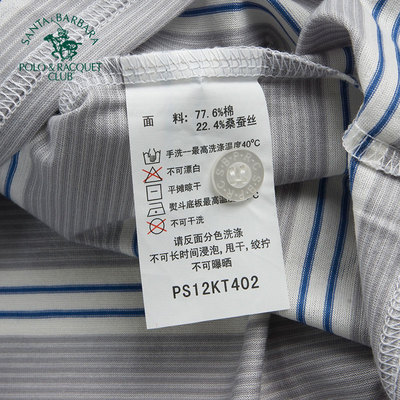 SANTA BARBARA
POLO & RACQUET
CLUB
面 料: 77.6%棉
22.4%桑蚕丝
手洗—最高洗涤温度40℃
不可漂白
平摊晾干
熨斗底板最高温
不可干洗
请反面分色洗涤
不可长时间浸泡, 甩干, 绞拧
不可曝晒
PS12KT402